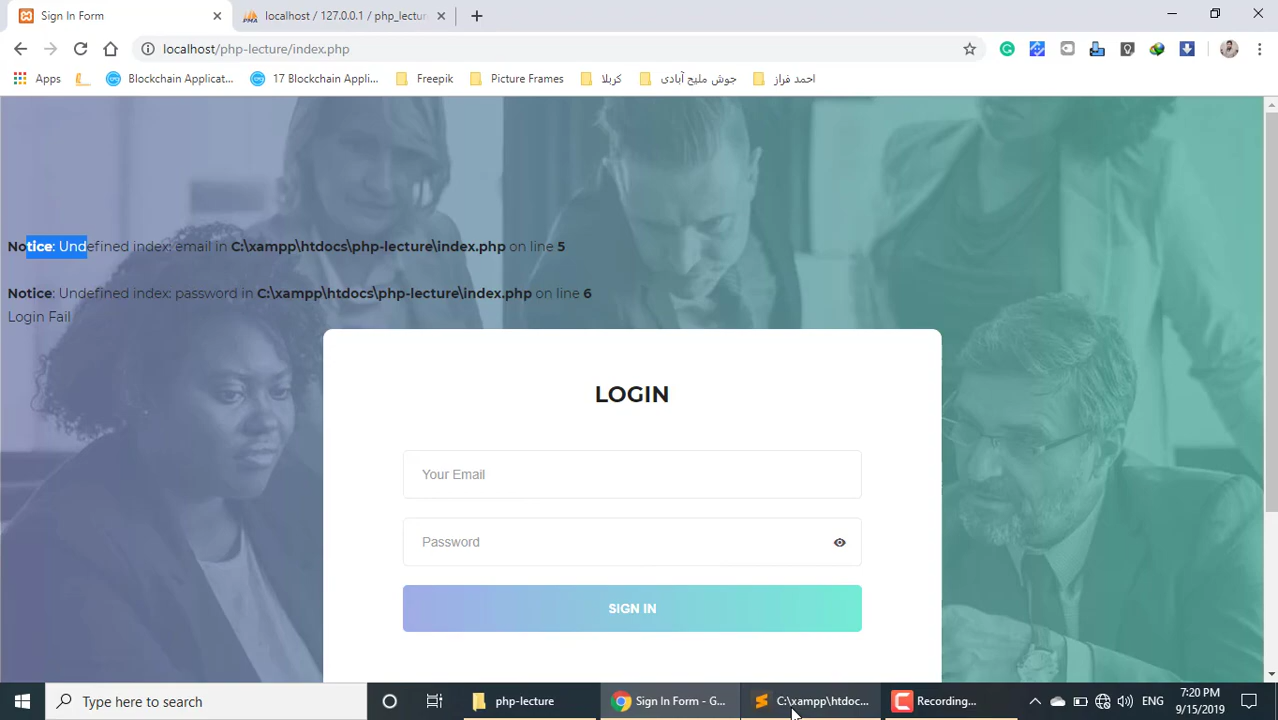 Sign In Form
localhost / 127.0.0.1 / php_lectur
localhost/php-lecture/index.php
Apps
Blockchain Applicat...
17 Blockchain Appli...
Freepik
Picture Frames
کربلا
جوش ملیح آبادی
احمد فراز
Notice: Undefined index: email in C:\xampp\htdocs\php-lecture\index.php on line 5
Notice: Undefined index: password in C:\xampp\htdocs\php-lecture\index.php on line 6
Login Fail
LOGIN
Your Email
Password
SIGN IN
Type here to search
php-lecture
Sign In Form - G...
C:\xampp\htdoc...
Recording...
ENG
7:20 PM
9/15/2019